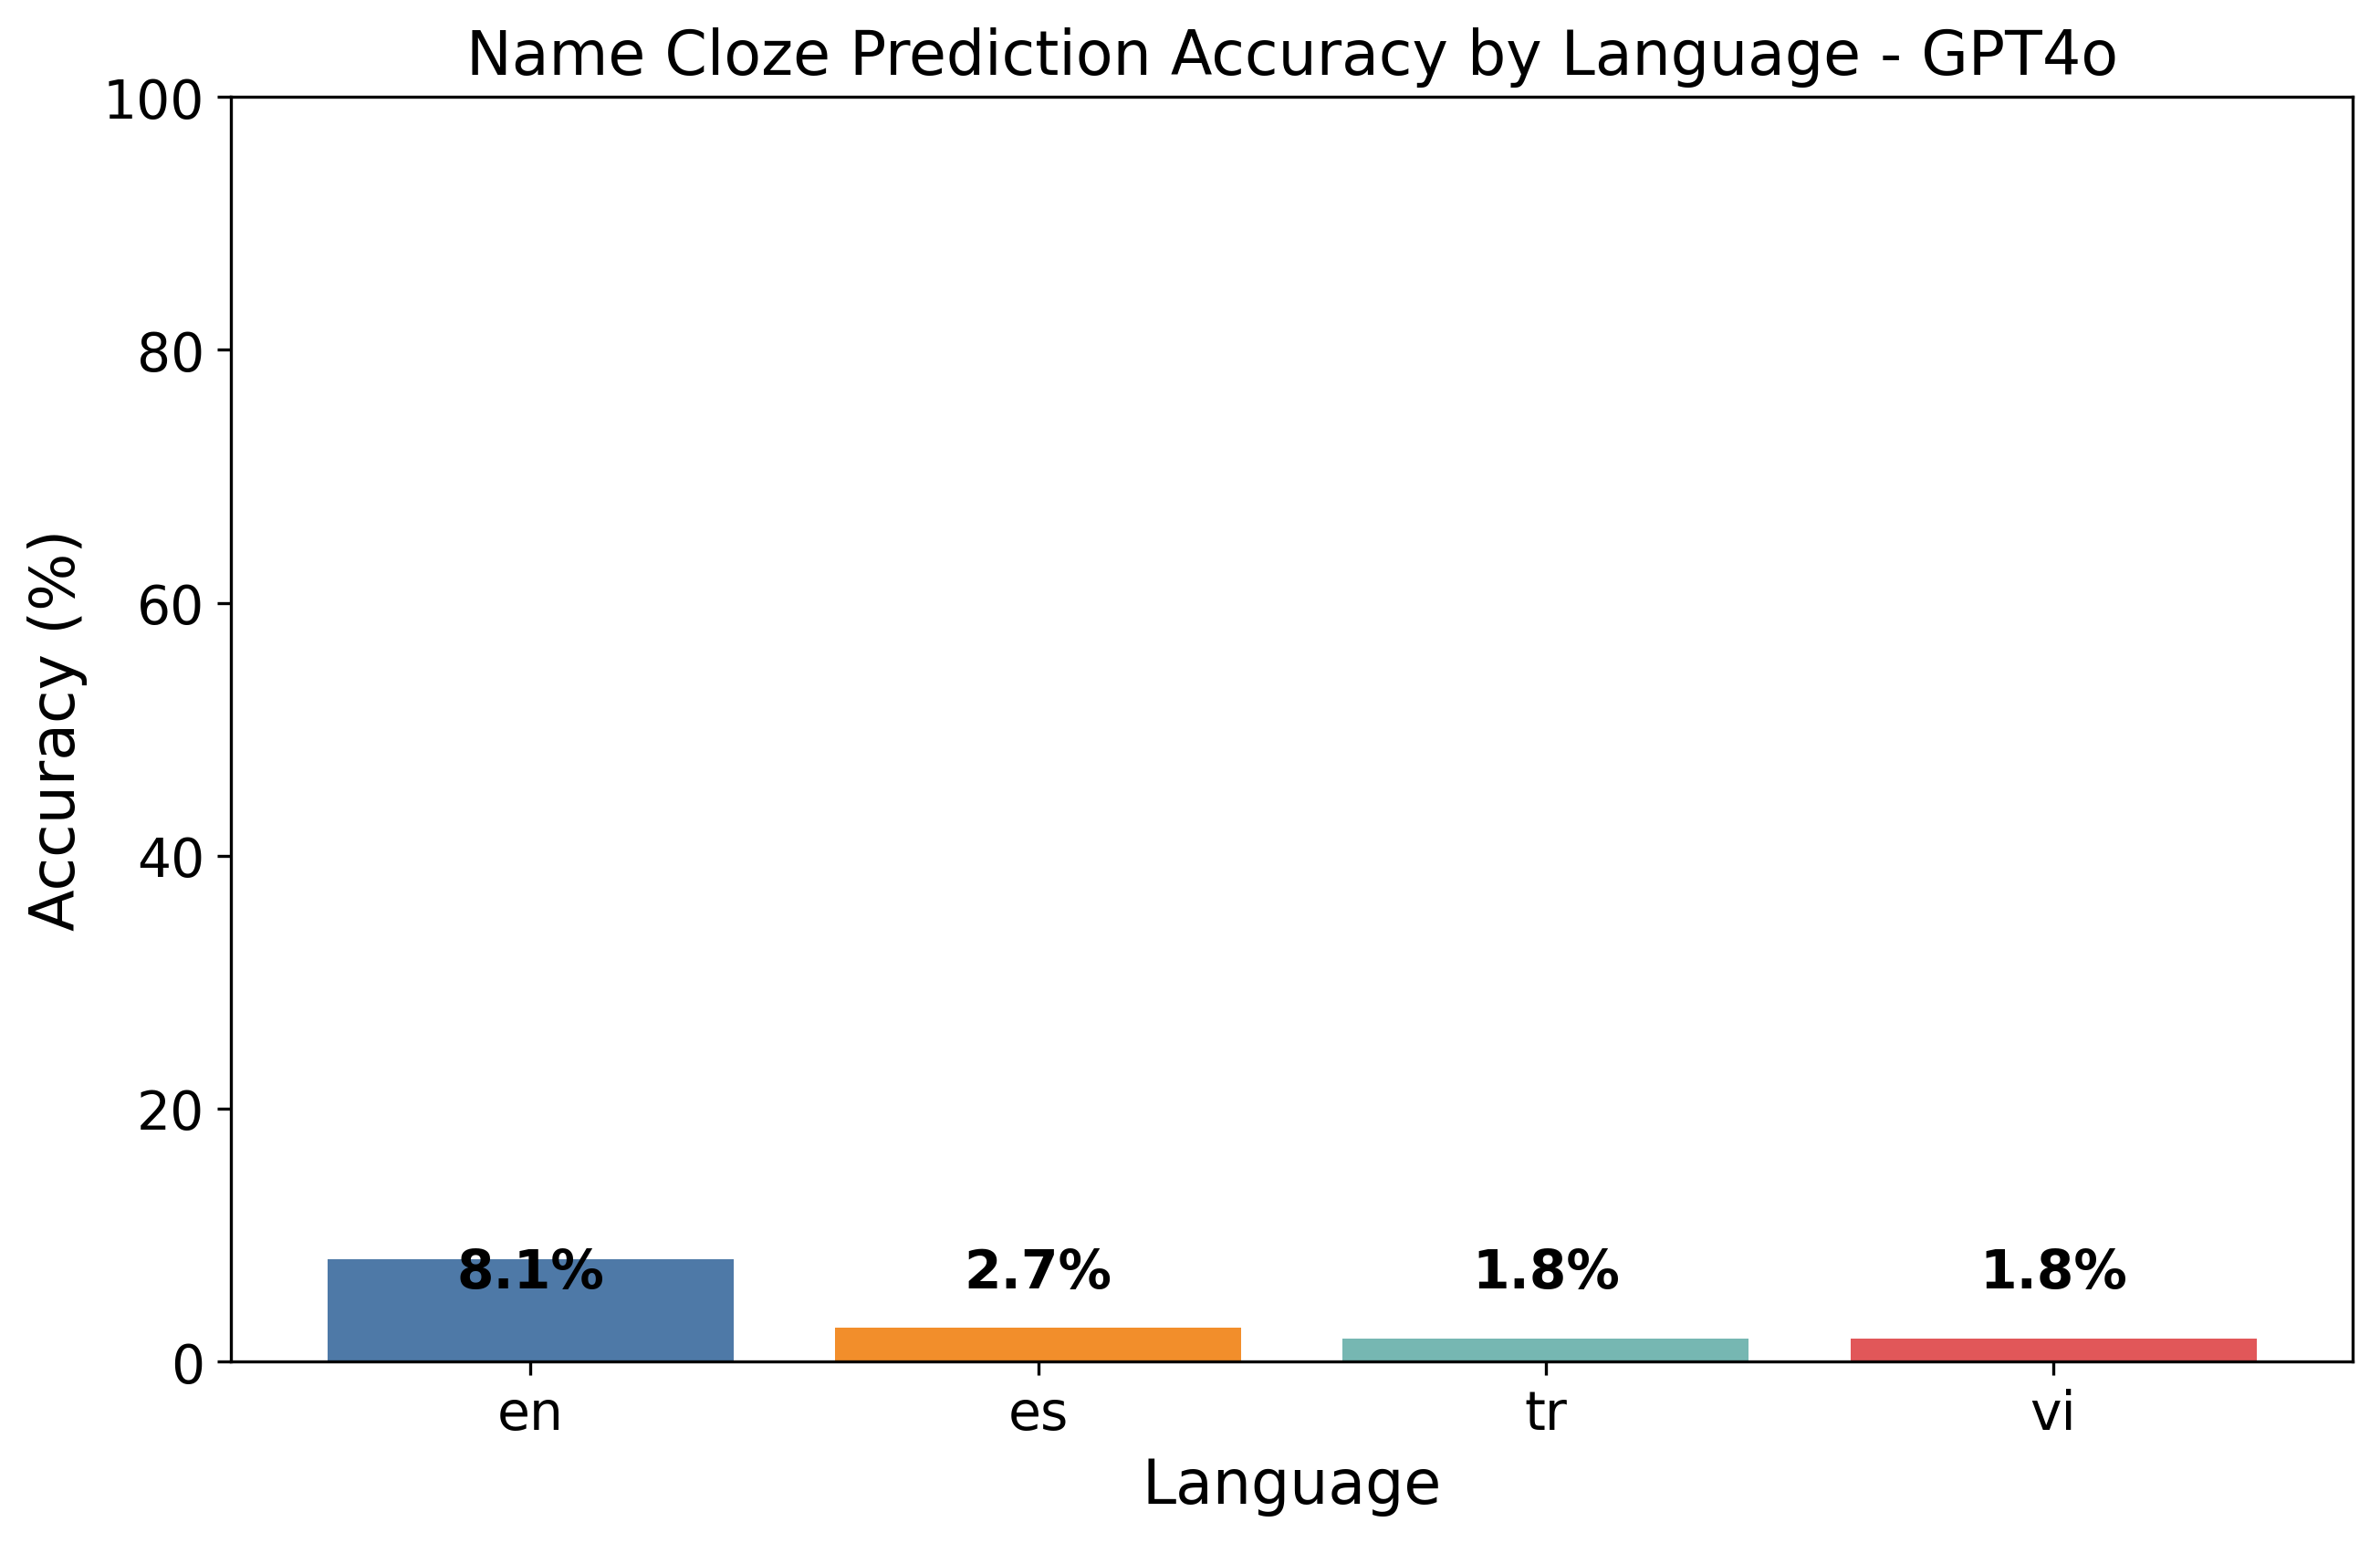 Name Cloze Prediction Accuracy by Language - GPT4o
Accuracy (%)
100
80
60
40
20
0
8.1%
2.7%
1.8%
1.8%
en
es
tr
vi
Language